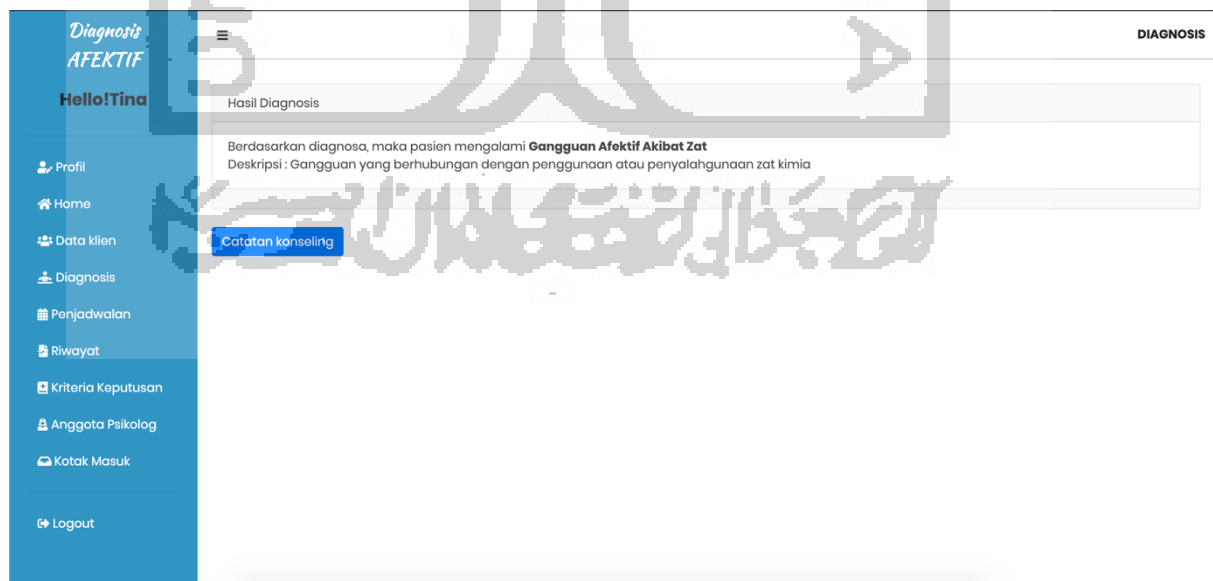 Diagnosis
AFEKTIF
Hello!Tina
Profil
Home
Data klien
Diagnosis
Penjadwalan
Riwayat
Kriteria Keputusan
Anggota Psikolog
Kotak Masuk
Logout
DIAGNOSIS
Hasil Diagnosis
Berdasarkan diagnosa, maka pasien mengalami Gangguan Afektif Akibat Zat
Deskripsi : Gangguan yang berhubungan dengan penggunaan atau penyalahgunaan zat kimia
Catatan konseling